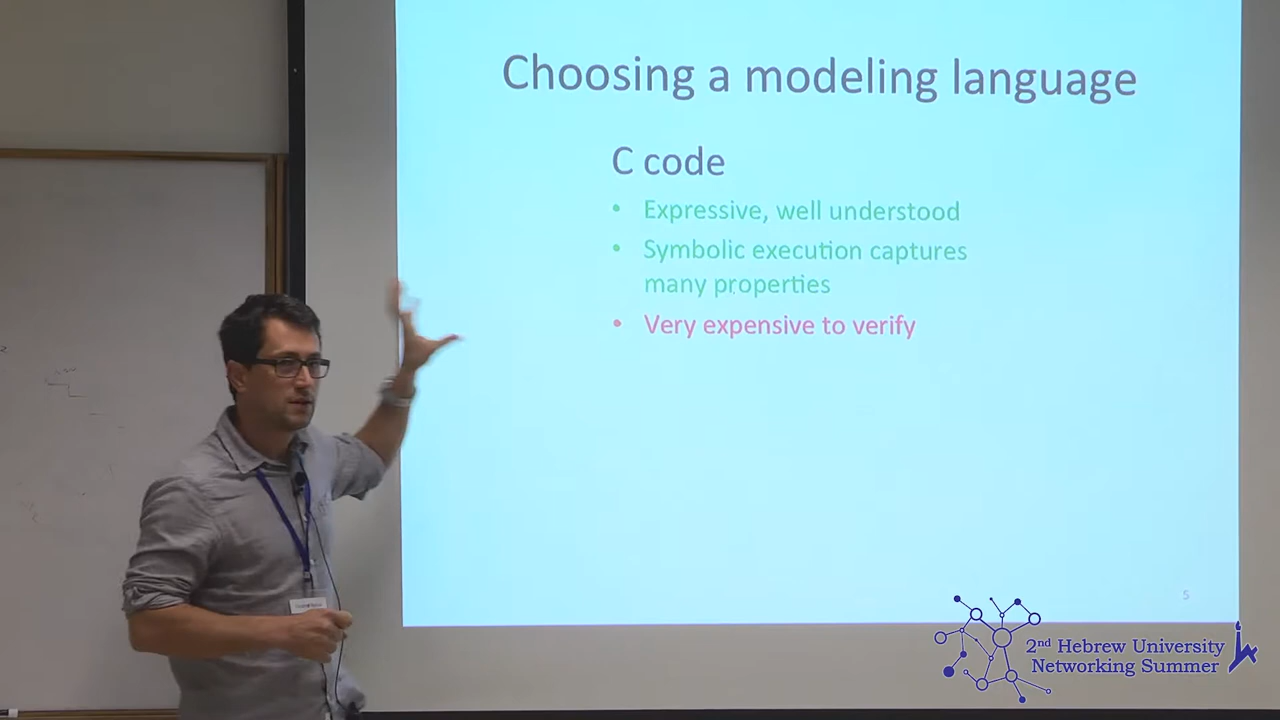 Choosing a modeling language
C code
• Expressive, well understood
• Symbolic execution captures
many properties
• Very expensive to verify
5
2nd Hebrew University
Networking Summer